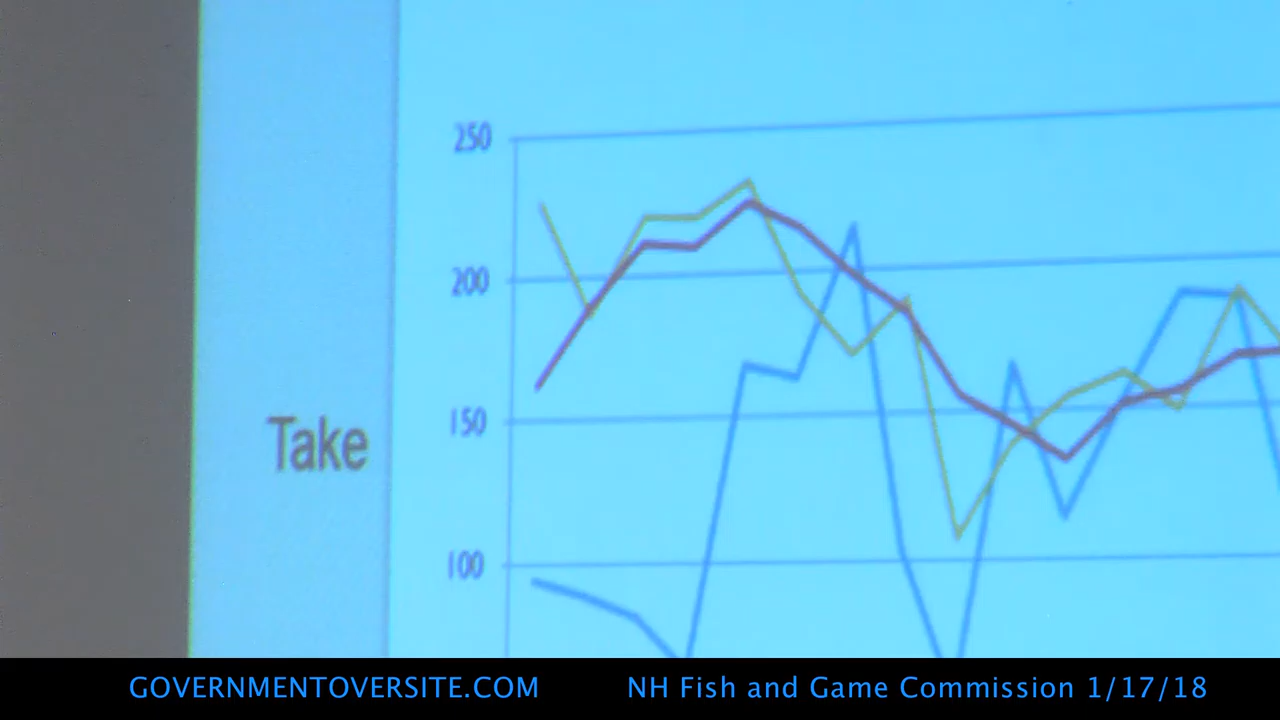 250
200
Take
150
100
GOVERNMENTOVERSITE.COM
NH Fish and Game Commission 1/17/18